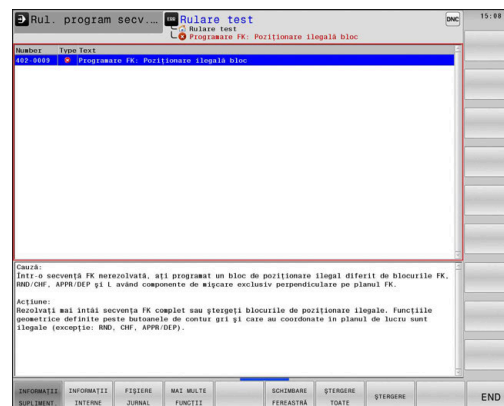 Rul. program secv....
Rulare test
Rulare test
Programare FK: Poziționare ilegală bloc
DNC
15:08
Number Type Text
402-0009 Programare FK: Poziționare ilegală bloc
Cauză:
Într-o secvență FK nerezolvată, ați programat un bloc de poziționare ilegal diferit de blocurile FK,
RND/CHF, APPR/DEP și L având componente de mișcare exclusiv perpendiculare pe planul FK.
Acțiune:
Rezolvați mai întâi secvența FK complet sau ștergeți blocurile de poziționare ilegale. Funcțiile
geometrice definite peste butoanele de contur gri și care au coordonate în planul de lucru sunt
ilegale (excepție: RND, CHF, APPR/DEP).
INFORMAȚII SUPLIMENT.
INFORMAȚII INTERNE
FIȘIERE JURNAL
MAI MULTE FUNCȚII
SCHIMBARE FEREASTRĂ
ȘTERGERE TOATE
ȘTERGERE
END